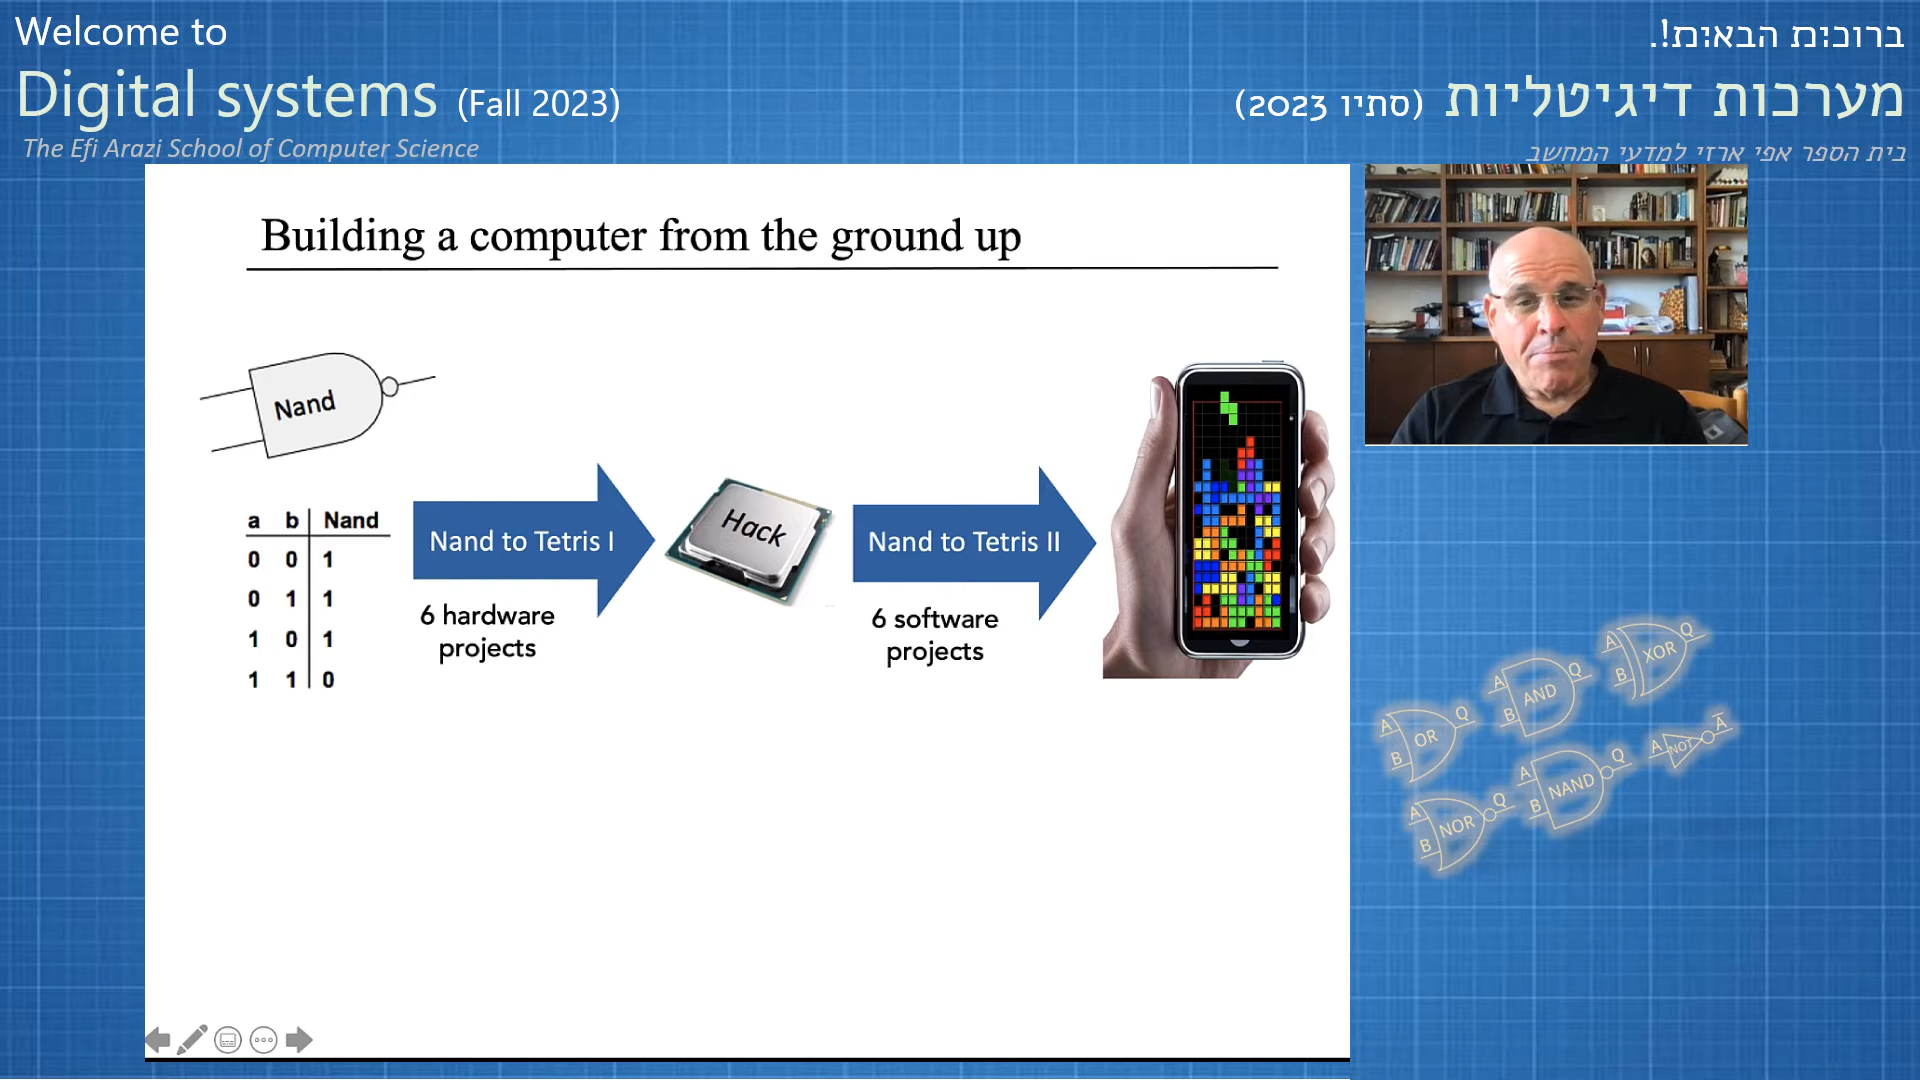 Welcome to
Digital systems (Fall 2023)
The Efi Arazi School of Computer Science
ברוכים הבאים!.
מערכות דיגיטליות (סתיו 2023)
בית הספר אפי ארזי למדעי המחשב
Building a computer from the ground up
Nand
a b Nand
0 0 1
0 1 1
1 0 1
1 1 0
Nand to Tetris I
6 hardware
projects
Hack
Nand to Tetris II
6 software
projects
A B OR Q
A B AND Q
A B XOR Q
A B NOR Q
A B NAND Q
A NOT A̅